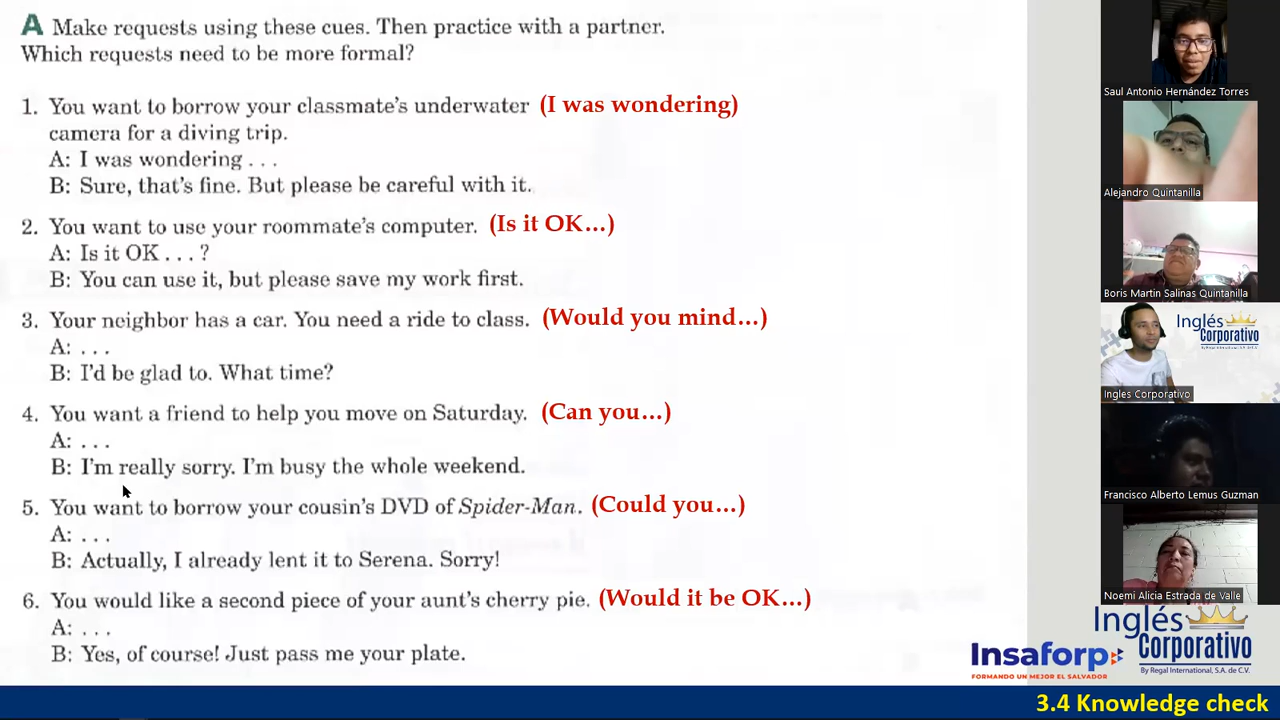 A Make requests using these cues. Then practice with a partner.
Which requests need to be more formal?
1. You want to borrow your classmate's underwater (I was wondering)
camera for a diving trip.
A: I was wondering . . .
B: Sure, that's fine. But please be careful with it.
2. You want to use your roommate's computer. (Is it OK...)
A: Is it OK . . . ?
B: You can use it, but please save my work first.
3. Your neighbor has a car. You need a ride to class. (Would you mind...)
A: . . .
B: I'd be glad to. What time?
4. You want a friend to help you move on Saturday. (Can you...)
A: . . .
B: I'm really sorry. I'm busy the whole weekend.
5. You want to borrow your cousin's DVD of Spider-Man. (Could you...)
A: . . .
B: Actually, I already lent it to Serena. Sorry!
6. You would like a second piece of your aunt's cherry pie. (Would it be OK...)
A: . . .
B: Yes, of course! Just pass me your plate.
Saul Antonio Hernández Torres
Alejandro Quintanilla
Boris Martin Salinas Quintanilla
Inglés
Corporativo
By Regal International, S.A. de C.V.
Ingles Corporativo
Francisco Alberto Lemus Guzman
Noemi Alicia Estrada de Valle
Insaforp
FORMANDO UN MEJOR EL SALVADOR
Inglés
Corporativo
By Regal International, S.A. de C.V.
3.4 Knowledge check